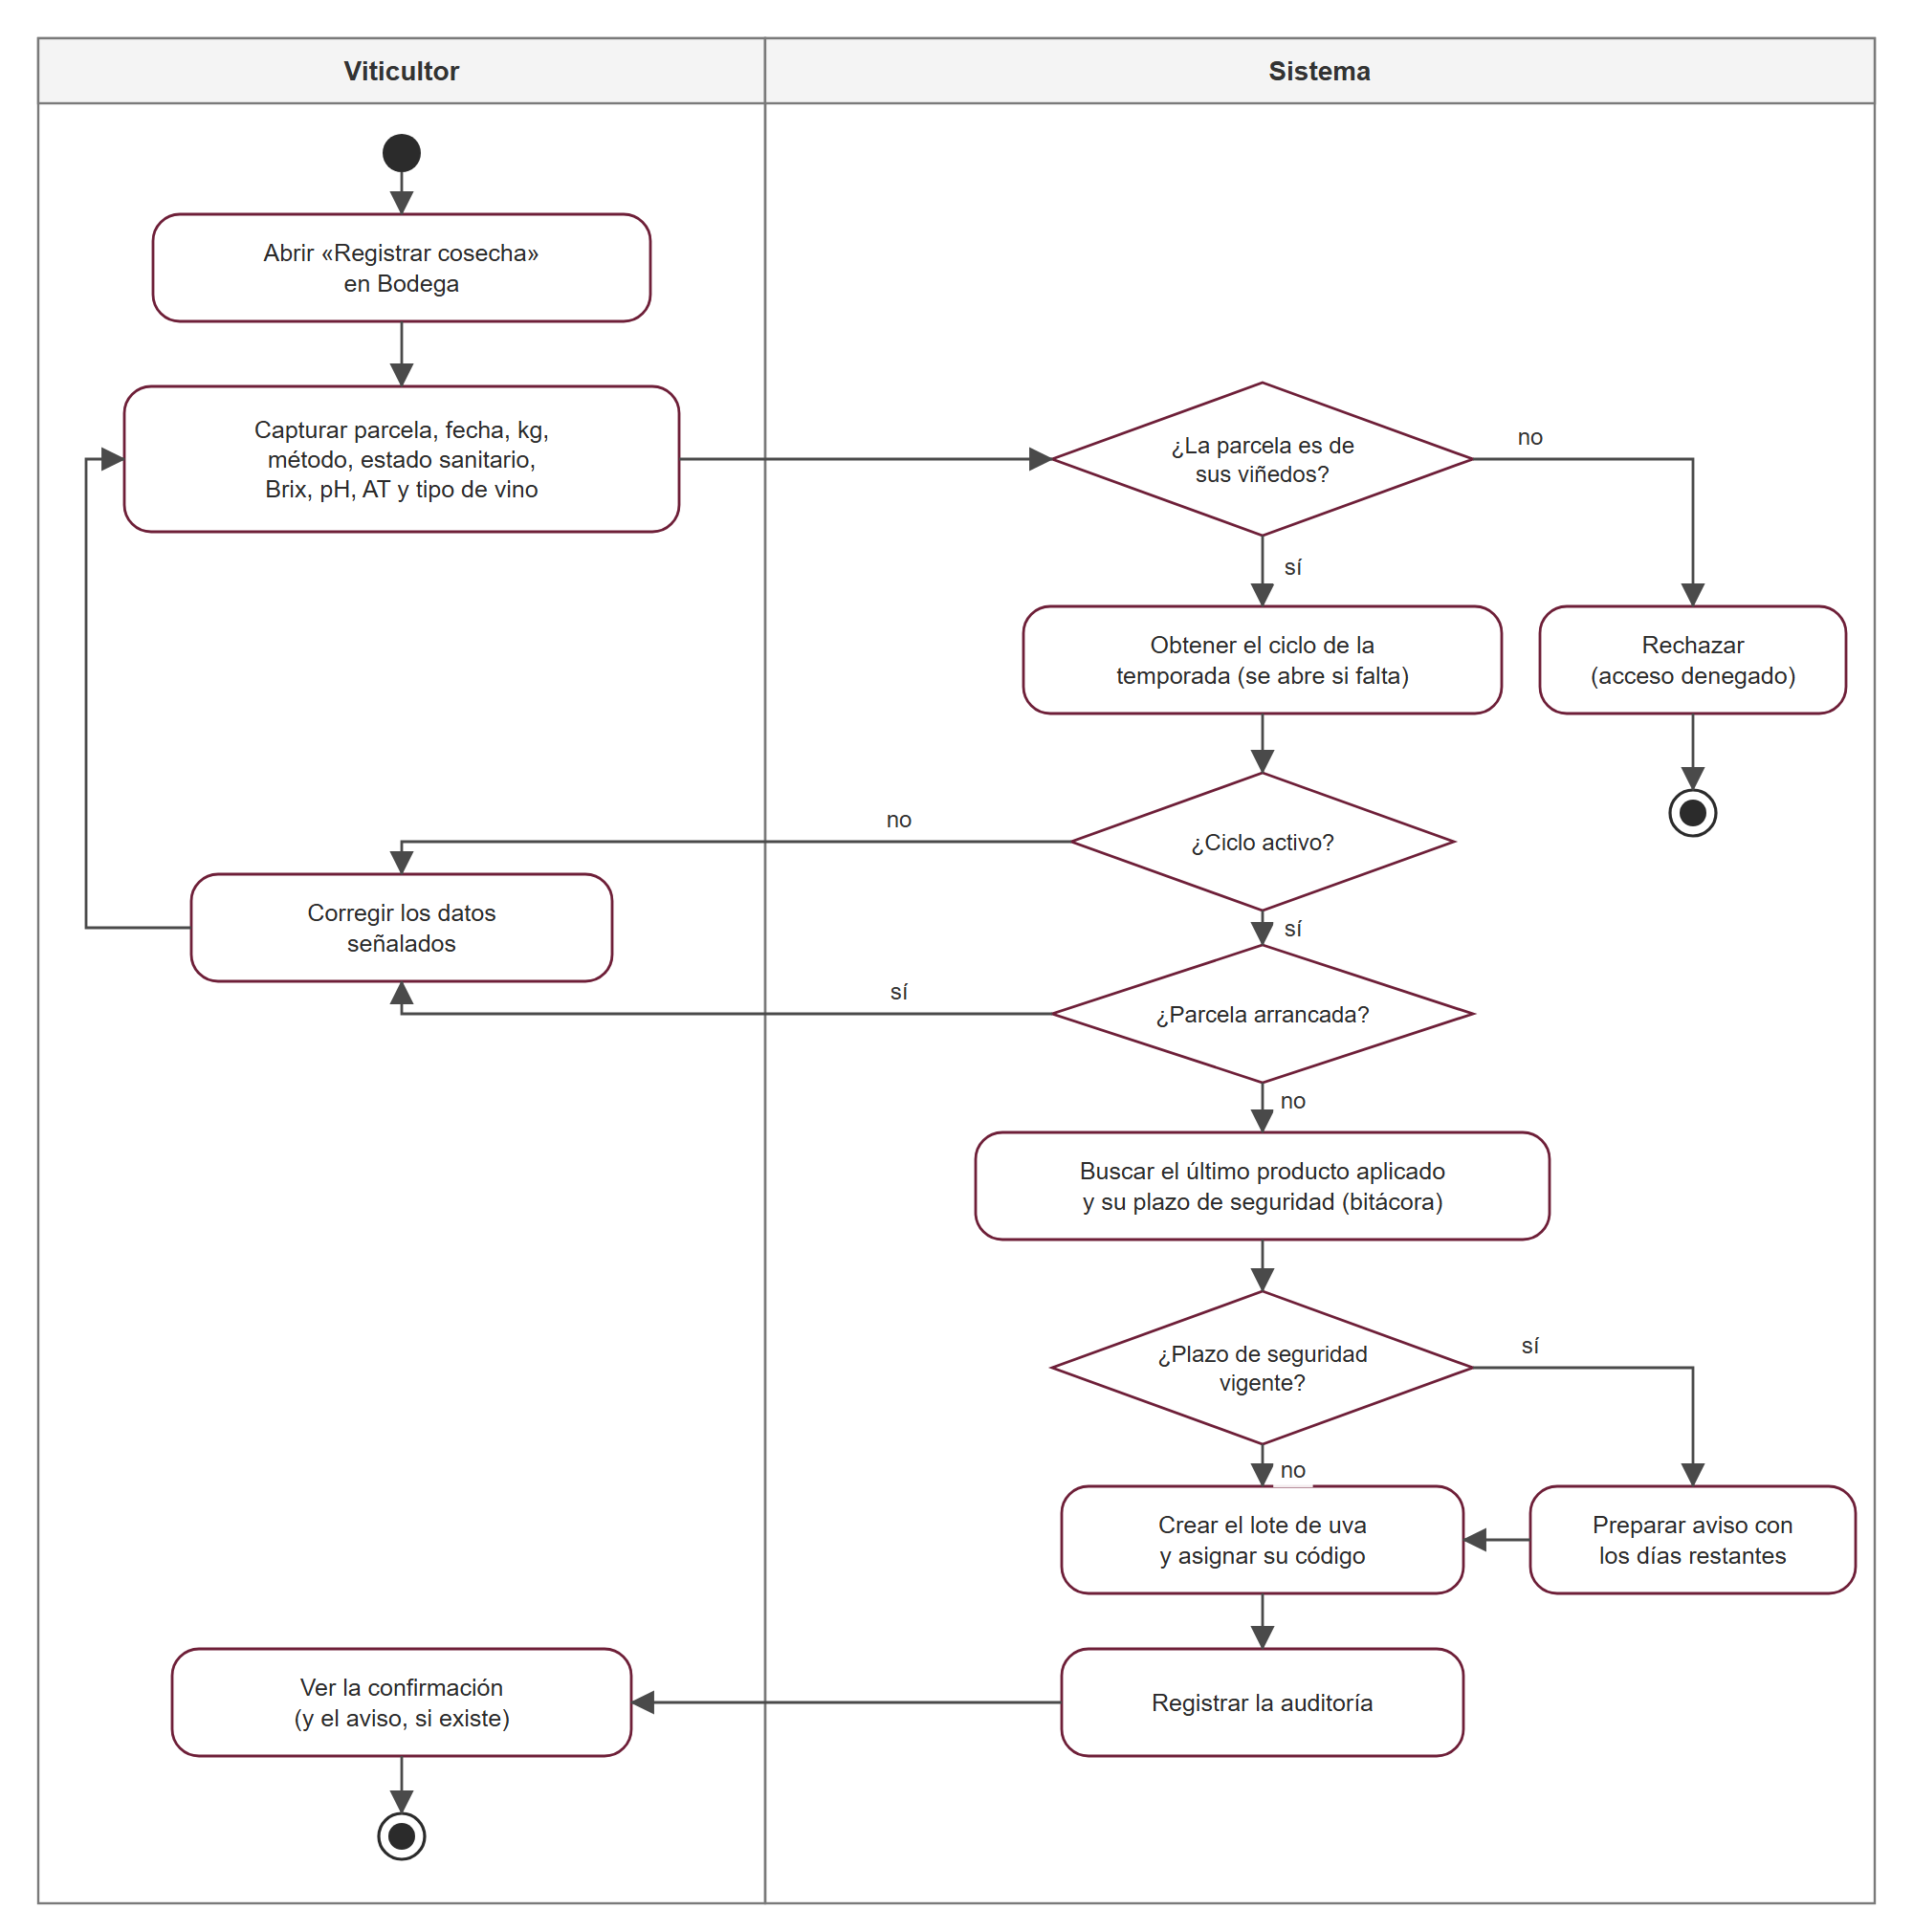 Viticultor
Sistema
Abrir «Registrar cosecha»
en Bodega
Capturar parcela, fecha, kg,
método, estado sanitario,
Brix, pH, AT y tipo de vino
¿La parcela es de
sus viñedos?
no
sí
Obtener el ciclo de la
temporada (se abre si falta)
Rechazar
(acceso denegado)
no
¿Ciclo activo?
Corregir los datos
señalados
sí
sí
¿Parcela arrancada?
no
Buscar el último producto aplicado
y su plazo de seguridad (bitácora)
¿Plazo de seguridad
vigente?
sí
no
Crear el lote de uva
y asignar su código
Preparar aviso con
los días restantes
Ver la confirmación
(y el aviso, si existe)
Registrar la auditoría